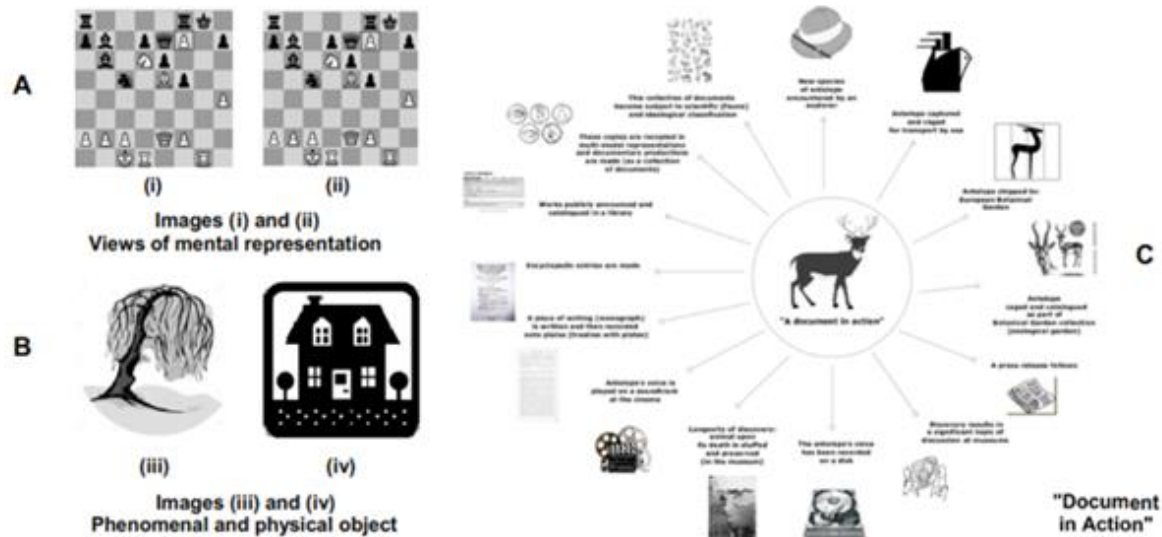 A
(i)
(ii)
Images (i) and (ii)
Views of mental representation
B
(iii)
(iv)
Images (iii) and (iv)
Phenomenal and physical object
New species
of antelope
encountered by an
explorer
Antelope captured
and caged
for transport by sea
Antelope shipped to:
European Botanical
Garden
Antelope
caged and catalogued
as part of
Botanical Garden collection
(zoological garden)
A press release follows
Discovery results in
a significant topic of
discussion at museums
The antelope's voice
has been recorded
on a disk
Longevity of discovery:
animal upon
its death is stuffed
and preserved
(in the museum)
Antelope's voice is
played on a soundtrack
at the cinema
A piece of writing (monograph)
is written and then recorded
onto plates (treatise with plates)
Encyclopedic entries are made
Works publicly announced and
catalogued in a library
These copies are recopied in
multi-modal representations
and documentary productions
are made (as a collection
of documents)
This collection of documents
become subject to scientific (fauna)
and ideological classification
"A document in action"
C
"Document
in Action"